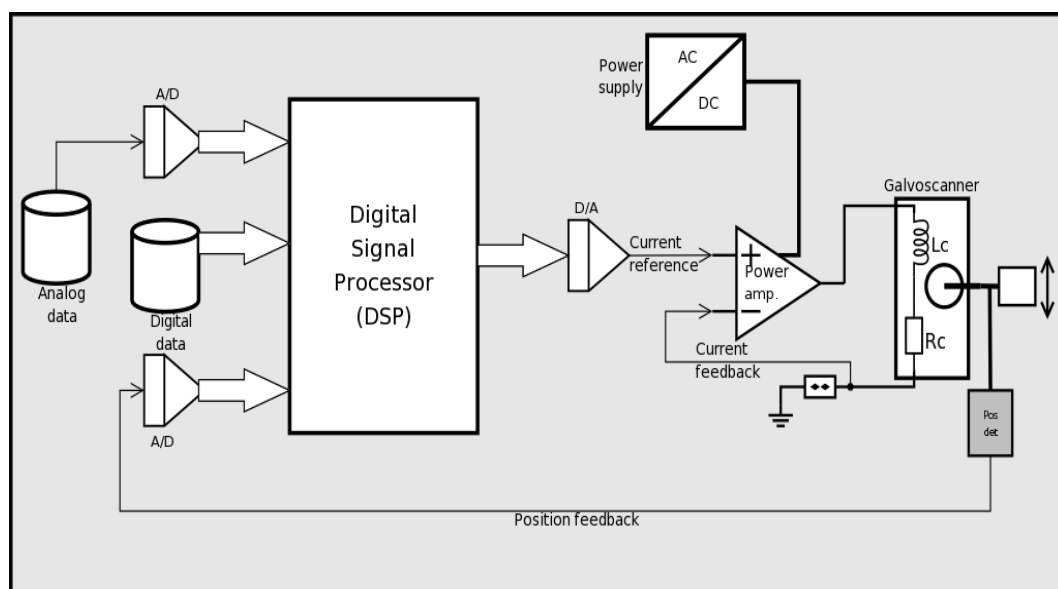 AC
Power
supply
DC
A/D
Galvoscanner
D/A
Digital
Signal
Processor
(DSP)
Current
reference
+
Power
amp.
−
Lc
Analog
data
Digital
data
Current
feedback
Rc
A/D
Pos
det
Position feedback